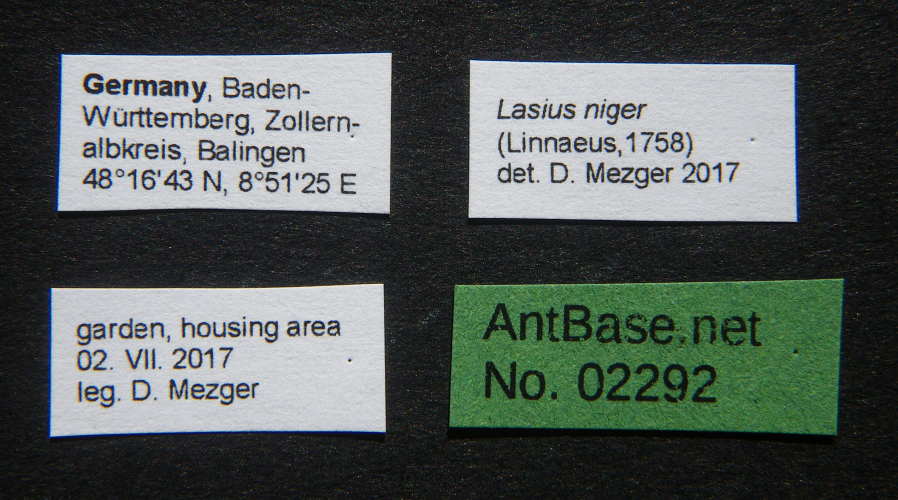 Germany, Baden-
Württemberg, Zollern-
albkreis, Balingen
48°16'43 N, 8°51'25 E
Lasius niger
(Linnaeus,1758)
det. D. Mezger 2017
garden, housing area
02. VII. 2017
leg. D. Mezger
AntBase.net
No. 02292